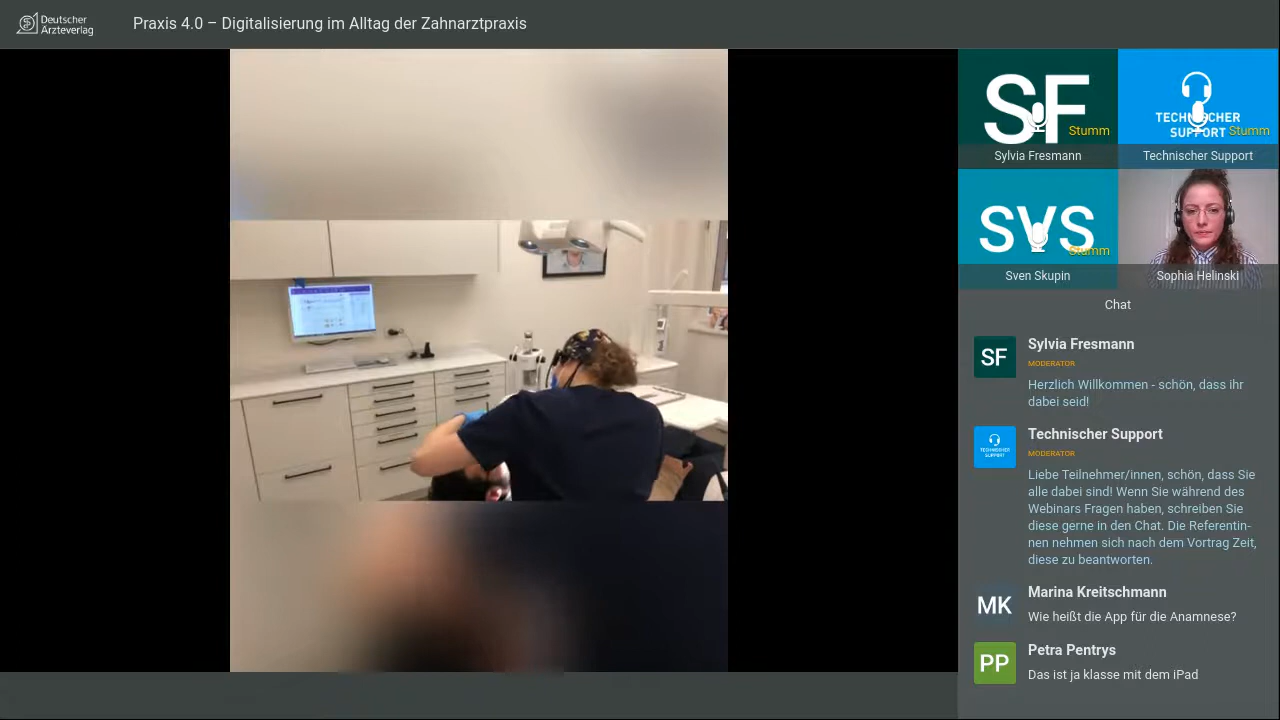 Deutscher
Ärzteverlag
Praxis 4.0 – Digitalisierung im Alltag der Zahnarztpraxis
SF
Stumm
Sylvia Fresmann
TECHNISCHER
SUPPORT
Stumm
Technischer Support
SVS
Stumm
Sven Skupin
Sophia Helinski
Chat
SF
Sylvia Fresmann
MODERATOR
Herzlich Willkommen - schön, dass ihr
dabei seid!
TECHNISCHER
SUPPORT
Technischer Support
MODERATOR
Liebe Teilnehmer/innen, schön, dass Sie
alle dabei sind! Wenn Sie während des
Webinars Fragen haben, schreiben Sie
diese gerne in den Chat. Die Referentin-
nen nehmen sich nach dem Vortrag Zeit,
diese zu beantworten.
MK
Marina Kreitschmann
Wie heißt die App für die Anamnese?
PP
Petra Pentrys
Das ist ja klasse mit dem iPad